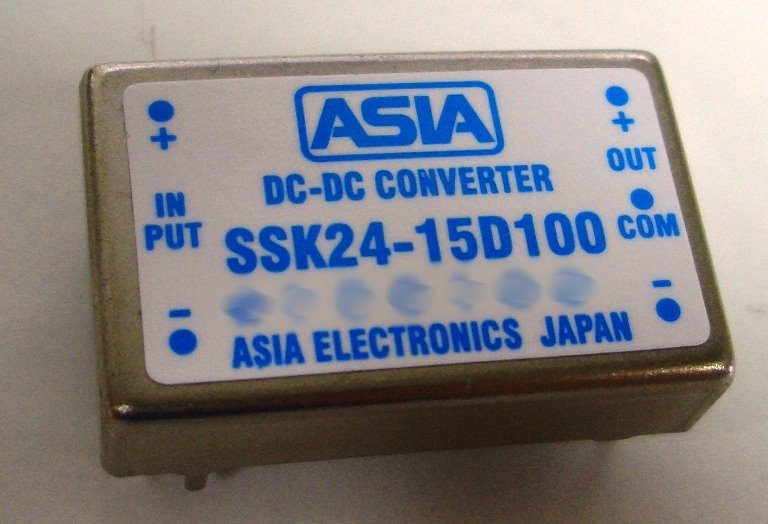 ASIA
DC-DC CONVERTER
SSK24-15D100
ASIA ELECTRONICS JAPAN
+
IN
PUT
-
+
OUT
COM
-